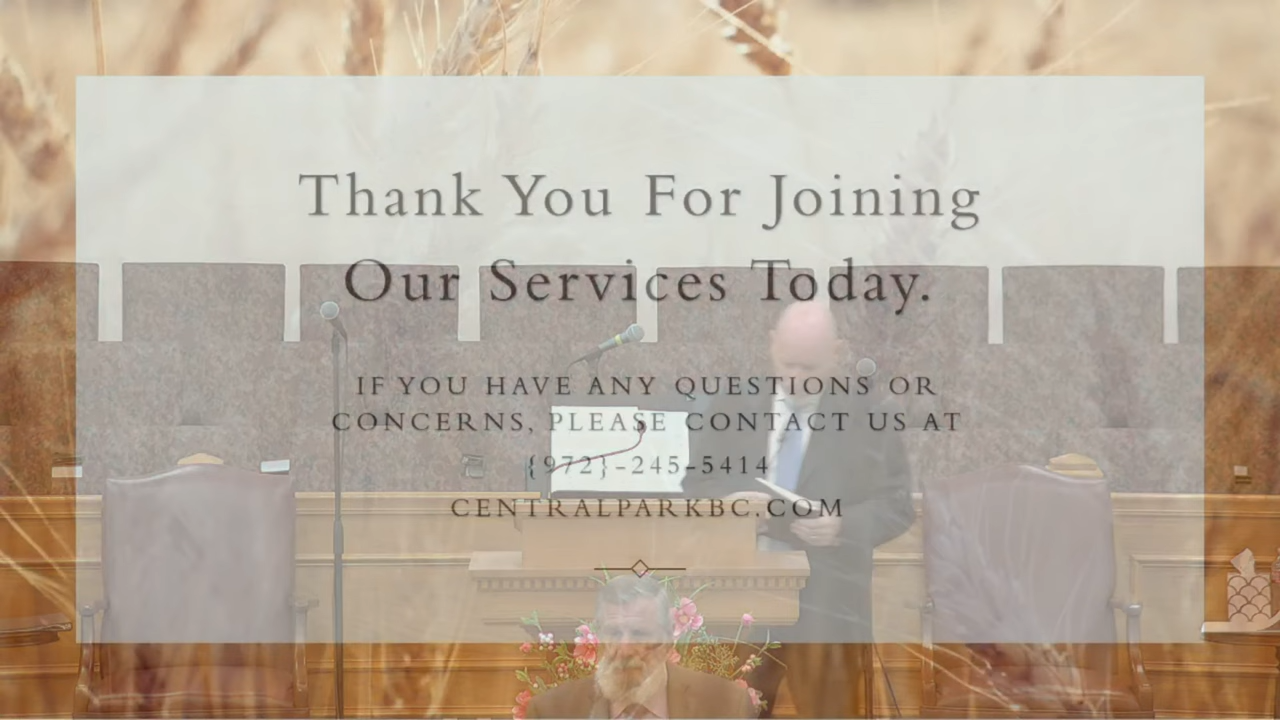 Thank You For Joining
Our Services Today.
IF YOU HAVE ANY QUESTIONS OR
CONCERNS, PLEASE CONTACT US AT
{972}-245-5414
CENTRALPARKBC.COM